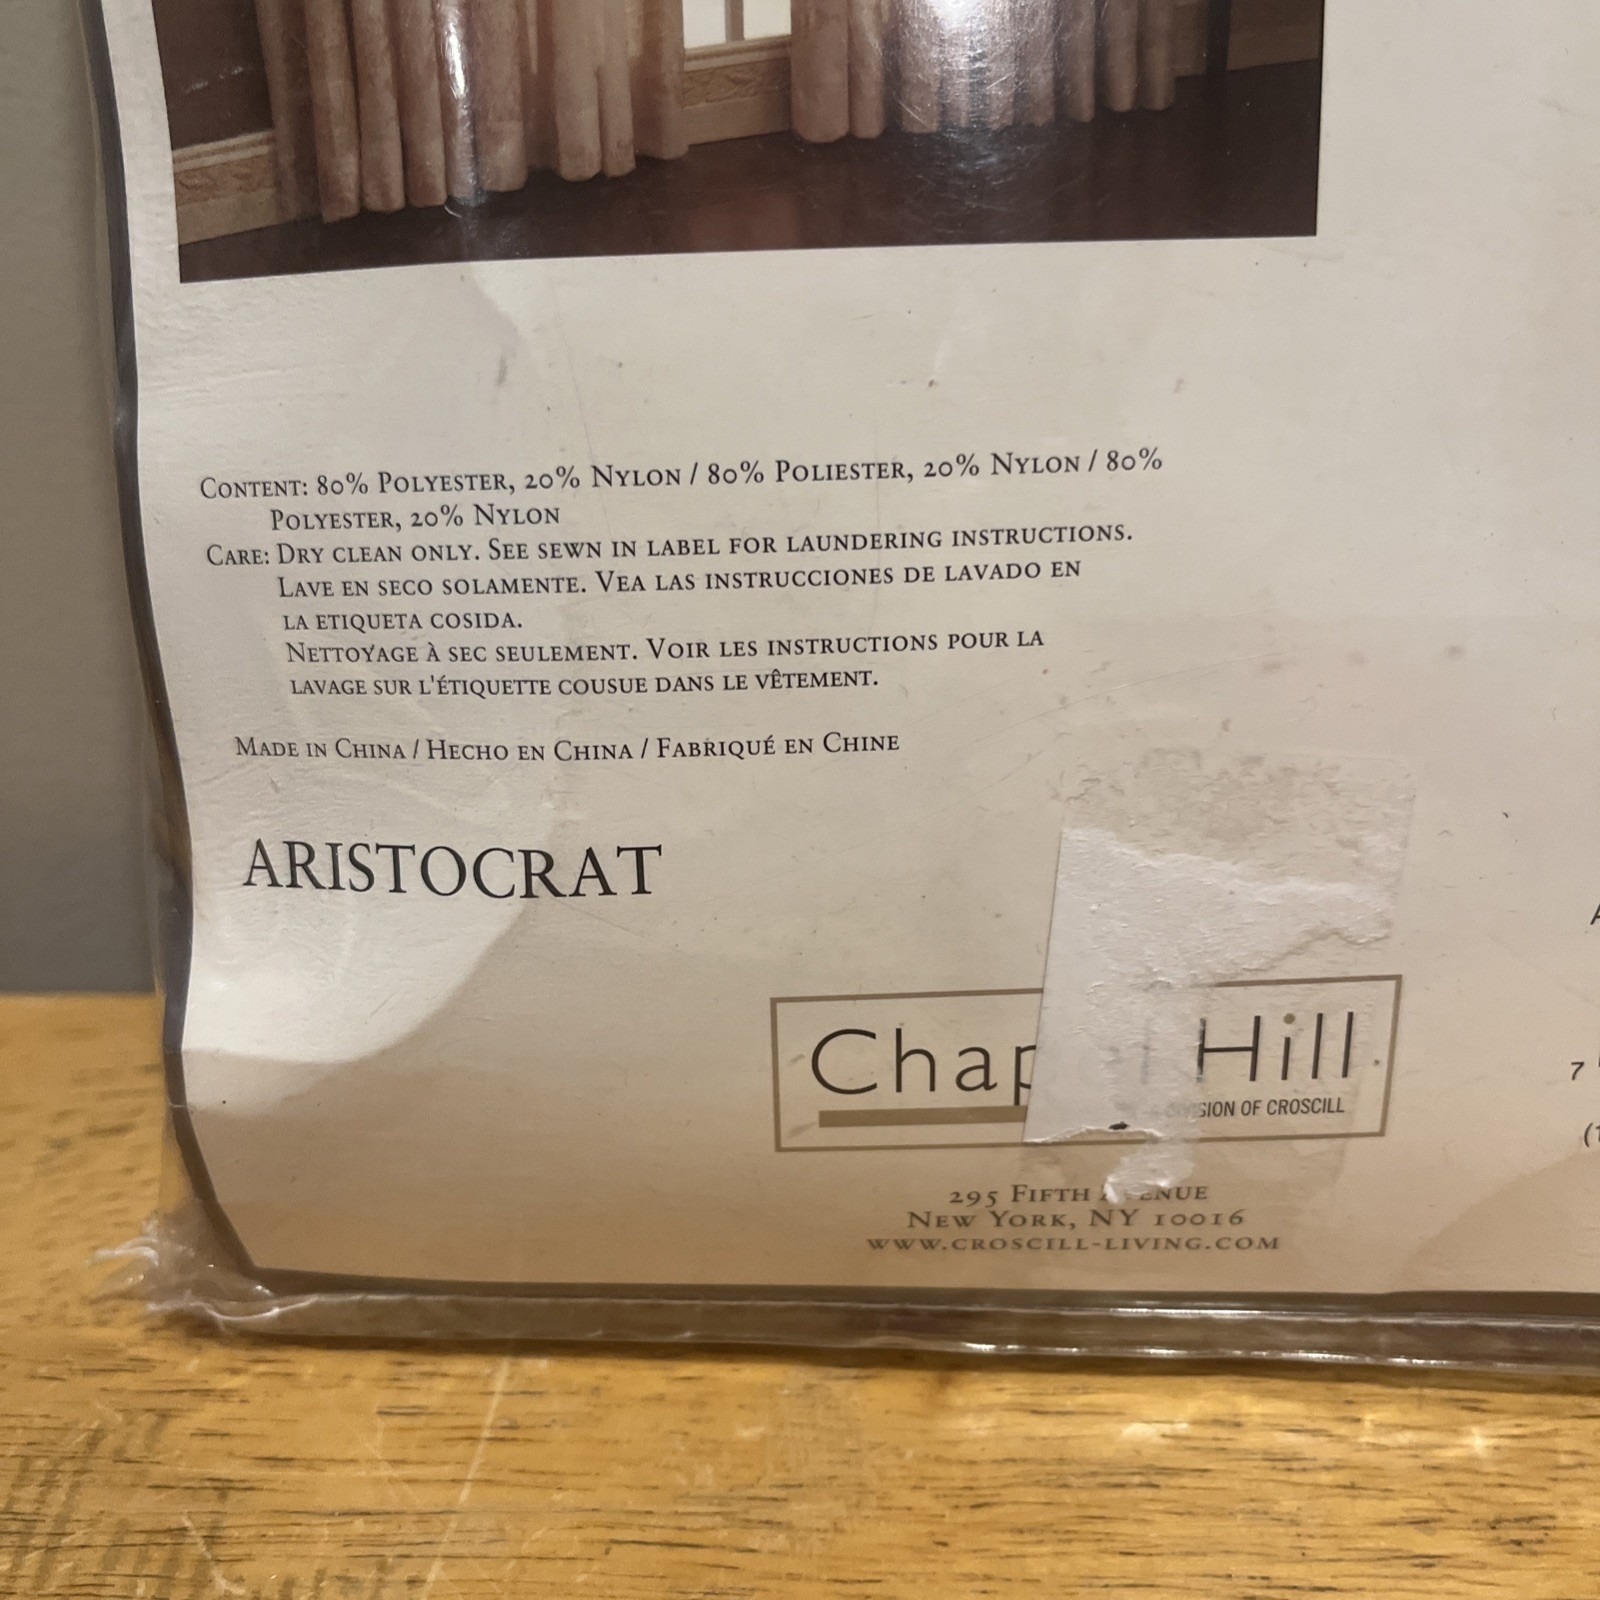 CONTENT: 80% POLYESTER, 20% NYLON / 80% POLIESTER, 20% NYLON / 80%
POLYESTER, 20% NYLON
CARE: DRY CLEAN ONLY. SEE SEWN IN LABEL FOR LAUNDERING INSTRUCTIONS.
LAVE EN SECO SOLAMENTE. VEA LAS INSTRUCCIONES DE LAVADO EN
LA ETIQUETA COSIDA.
NETTOYAGE À SEC SEULEMENT. VOIR LES INSTRUCTIONS POUR LA
LAVAGE SUR L'ÉTIQUETTE COUSUE DANS LE VÊTEMENT.
MADE IN CHINA / HECHO EN CHINA / FABRIQUÉ EN CHINE
ARISTOCRAT
Hill
OF CROSCILL
295 FIFTH
NEW YORK, NY 10016
WWW.CROSCILL-LIVING.COM
7